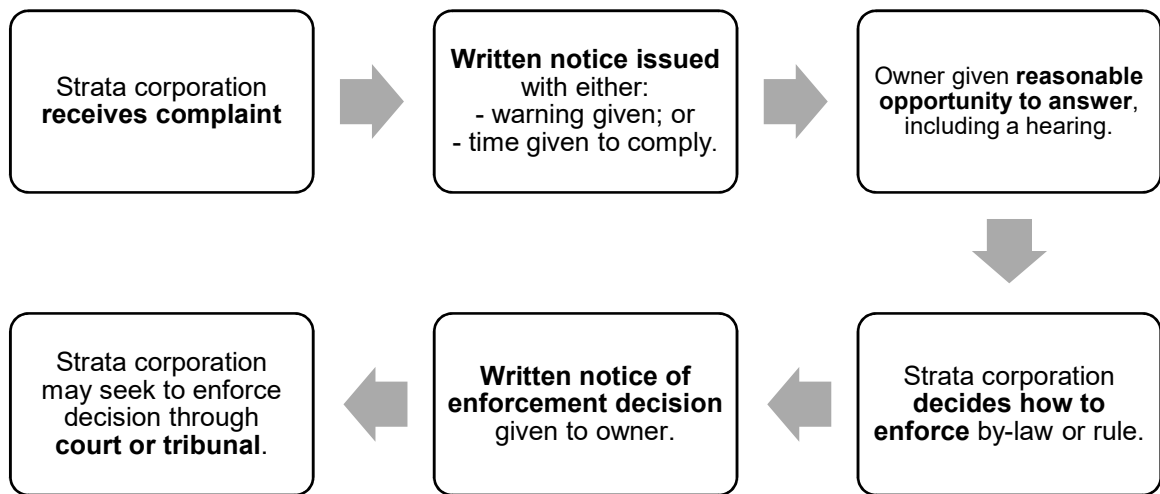 Strata corporation
receives complaint
Written notice issued
with either:
- warning given; or
- time given to comply.
Owner given reasonable
opportunity to answer,
including a hearing.
Strata corporation
decides how to
enforce by-law or rule.
Written notice of
enforcement decision
given to owner.
Strata corporation
may seek to enforce
decision through
court or tribunal.